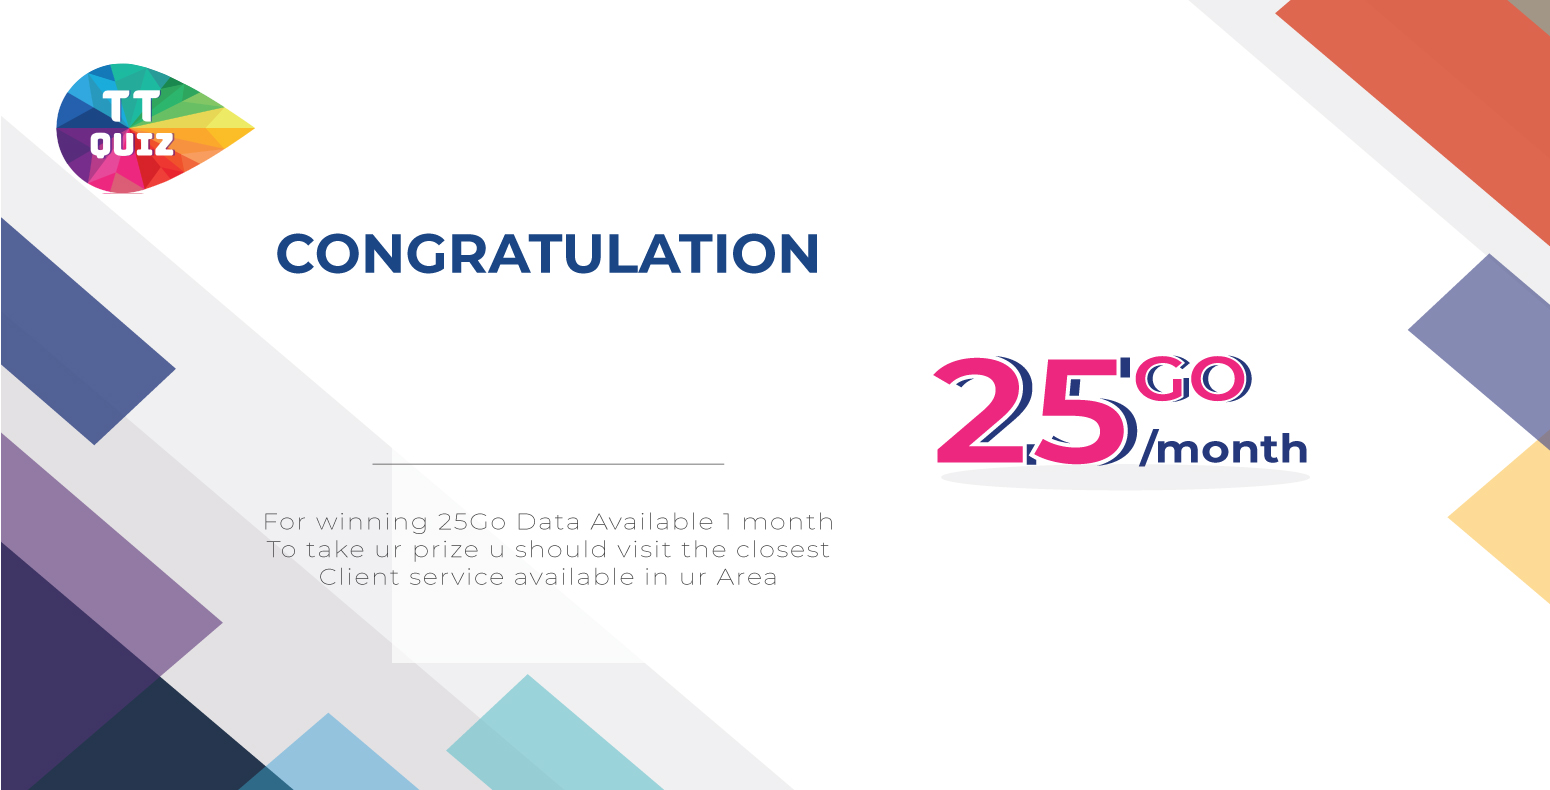 TT
QUIZ
CONGRATULATION
25GO
/month
For winning 25Go Data Available 1 month
To take ur prize u should visit the closest
Client service available in ur Area